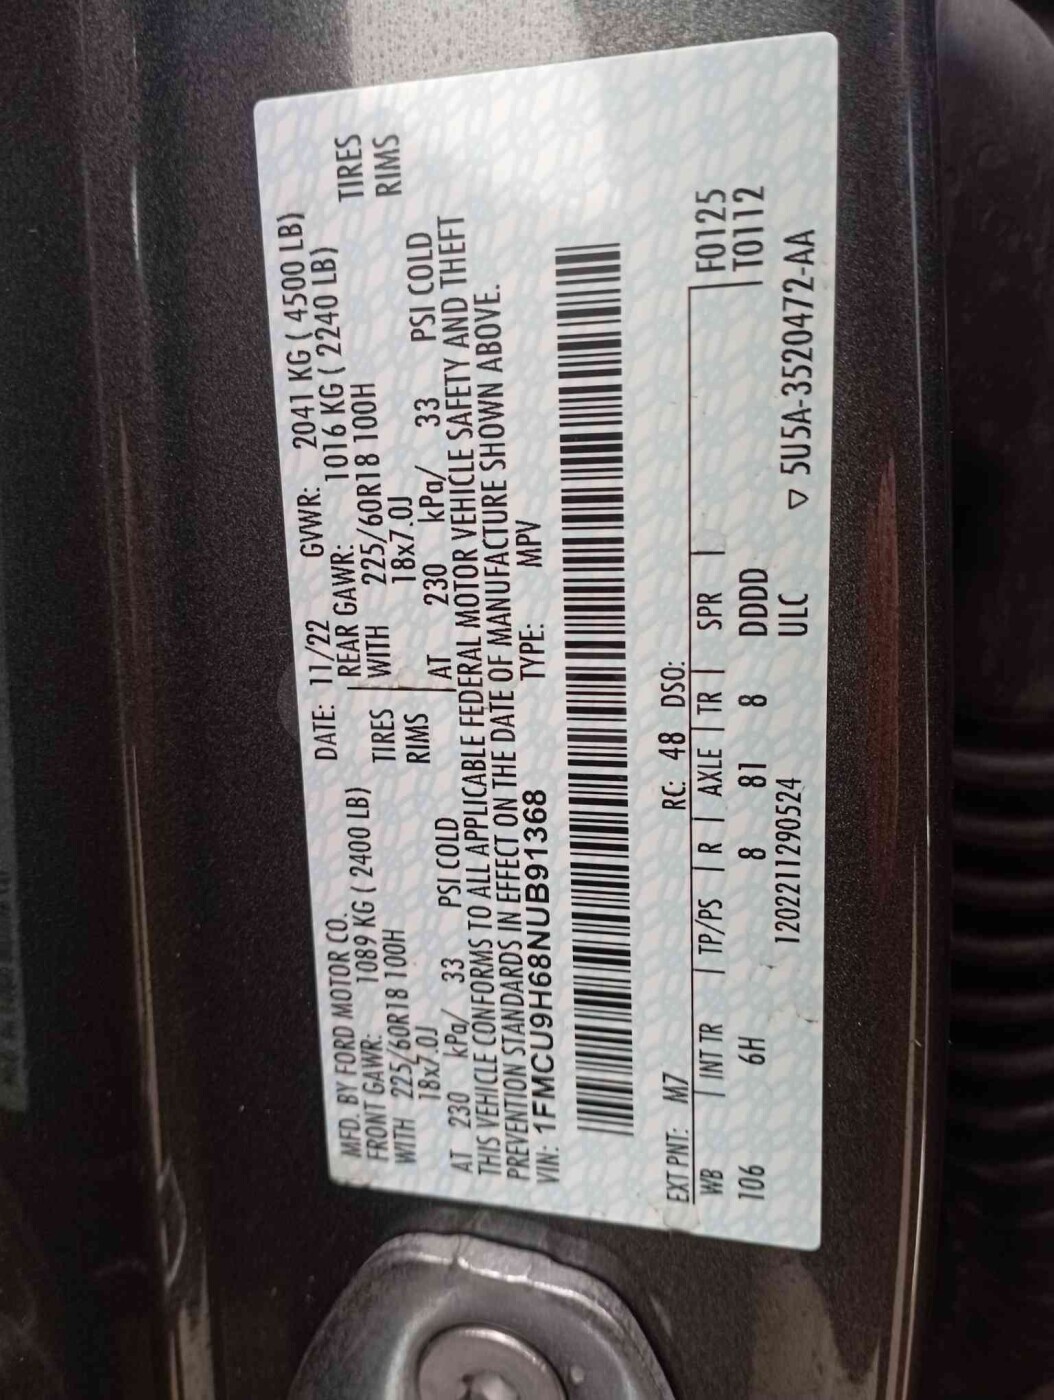 MFD. BY FORD MOTOR CO. DATE: 11/22 GVWR: 2041 KG ( 4500 LB)
FRONT GAWR: 1089 KG ( 2400 LB) REAR GAWR: 1016 KG ( 2240 LB)
WITH 225/60R18 100H TIRES WITH 225/60R18 100H TIRES
18x7.0J RIMS 18x7.0J RIMS
AT 230 kPa/ 33 PSI COLD AT 230 kPa/ 33 PSI COLD
THIS VEHICLE CONFORMS TO ALL APPLICABLE FEDERAL MOTOR VEHICLE SAFETY AND THEFT
PREVENTION STANDARDS IN EFFECT ON THE DATE OF MANUFACTURE SHOWN ABOVE.
VIN: 1FMCU9H68NUB91368 TYPE: MPV
EXT PNT: M7 RC: 48 DSO:
WB | INT TR | TP/PS | R | AXLE | TR | SPR | F0125
106 6H 8 81 8 DDDD T0112
1202211290524 ULC
▽ 5U5A-3520472-AA